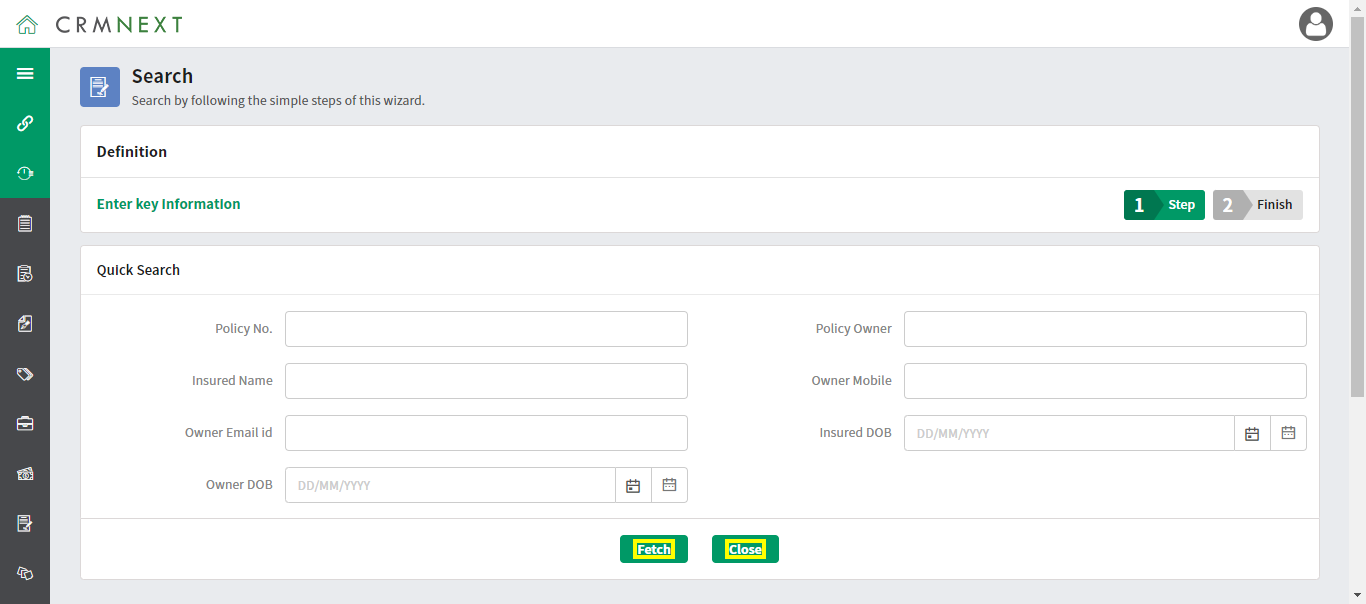 CRMNEXT
Search
Search by following the simple steps of this wizard.
Definition
Enter key Information
1 Step 2 Finish
Quick Search
Policy No.
Policy Owner
Insured Name
Owner Mobile
Owner Email id
Insured DOB DD/MM/YYYY
Owner DOB DD/MM/YYYY
Fetch Close